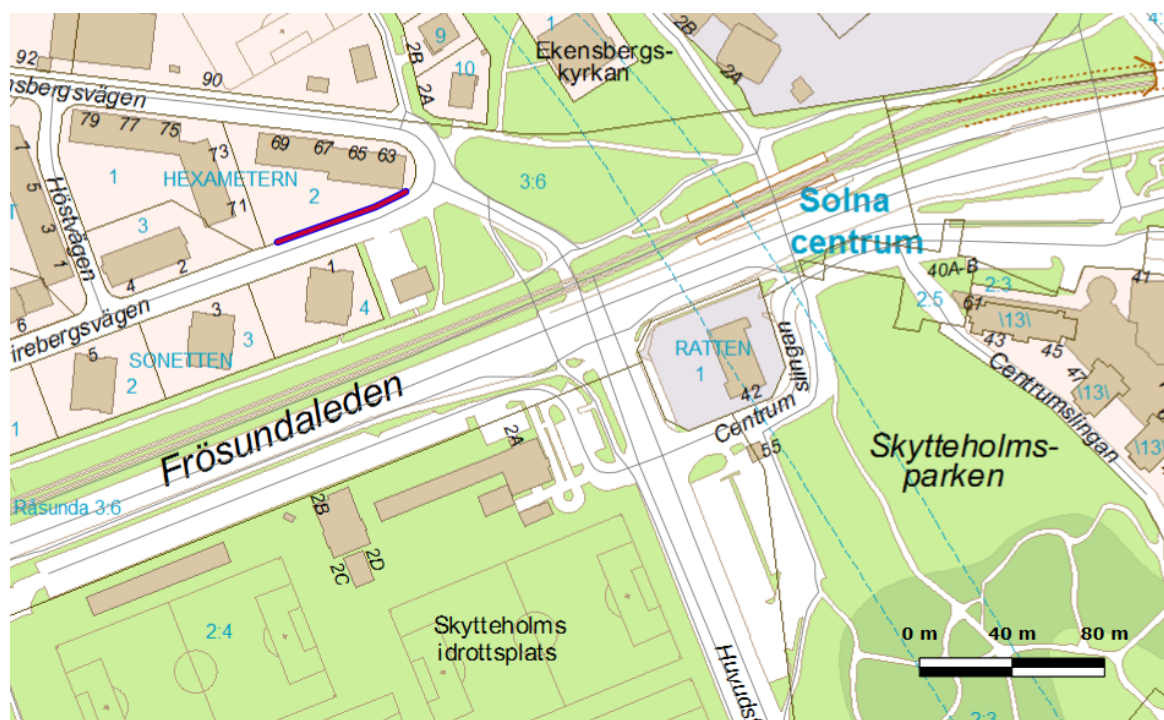 92
90
nsbergsvägen
79
77
75
73
71
69
67
65
63
HEXAMETERN
1
2
3
7
5
3
1
Höstvägen
4
2
6
irebergsvägen
5
3
1
SONETTEN
2
3
4
1
9
10
2B
2A
1
Ekensbergs-
kyrkan
2B
2A
3:6
Solna
centrum
40A-B
2:3
2:5
61
\13\
43
45
47
41
\13\
\13\
Centrumslingan
RATTEN
1
42
Centrum
slingan
55
Frösundaleden
Råsunda 3:6
2A
2B
2C
2D
2:4
Skytteholms
idrottsplats
Skytteholms-
parken
Huvuds
0 m 40 m 80 m
2:3